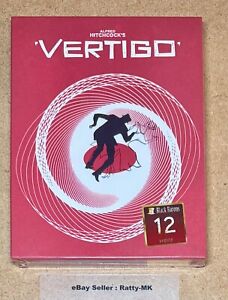 ALFRED
HITCHCOCK'S
"VERTIGO"
Black Barons
12
eBay Seller : Ratty-MK